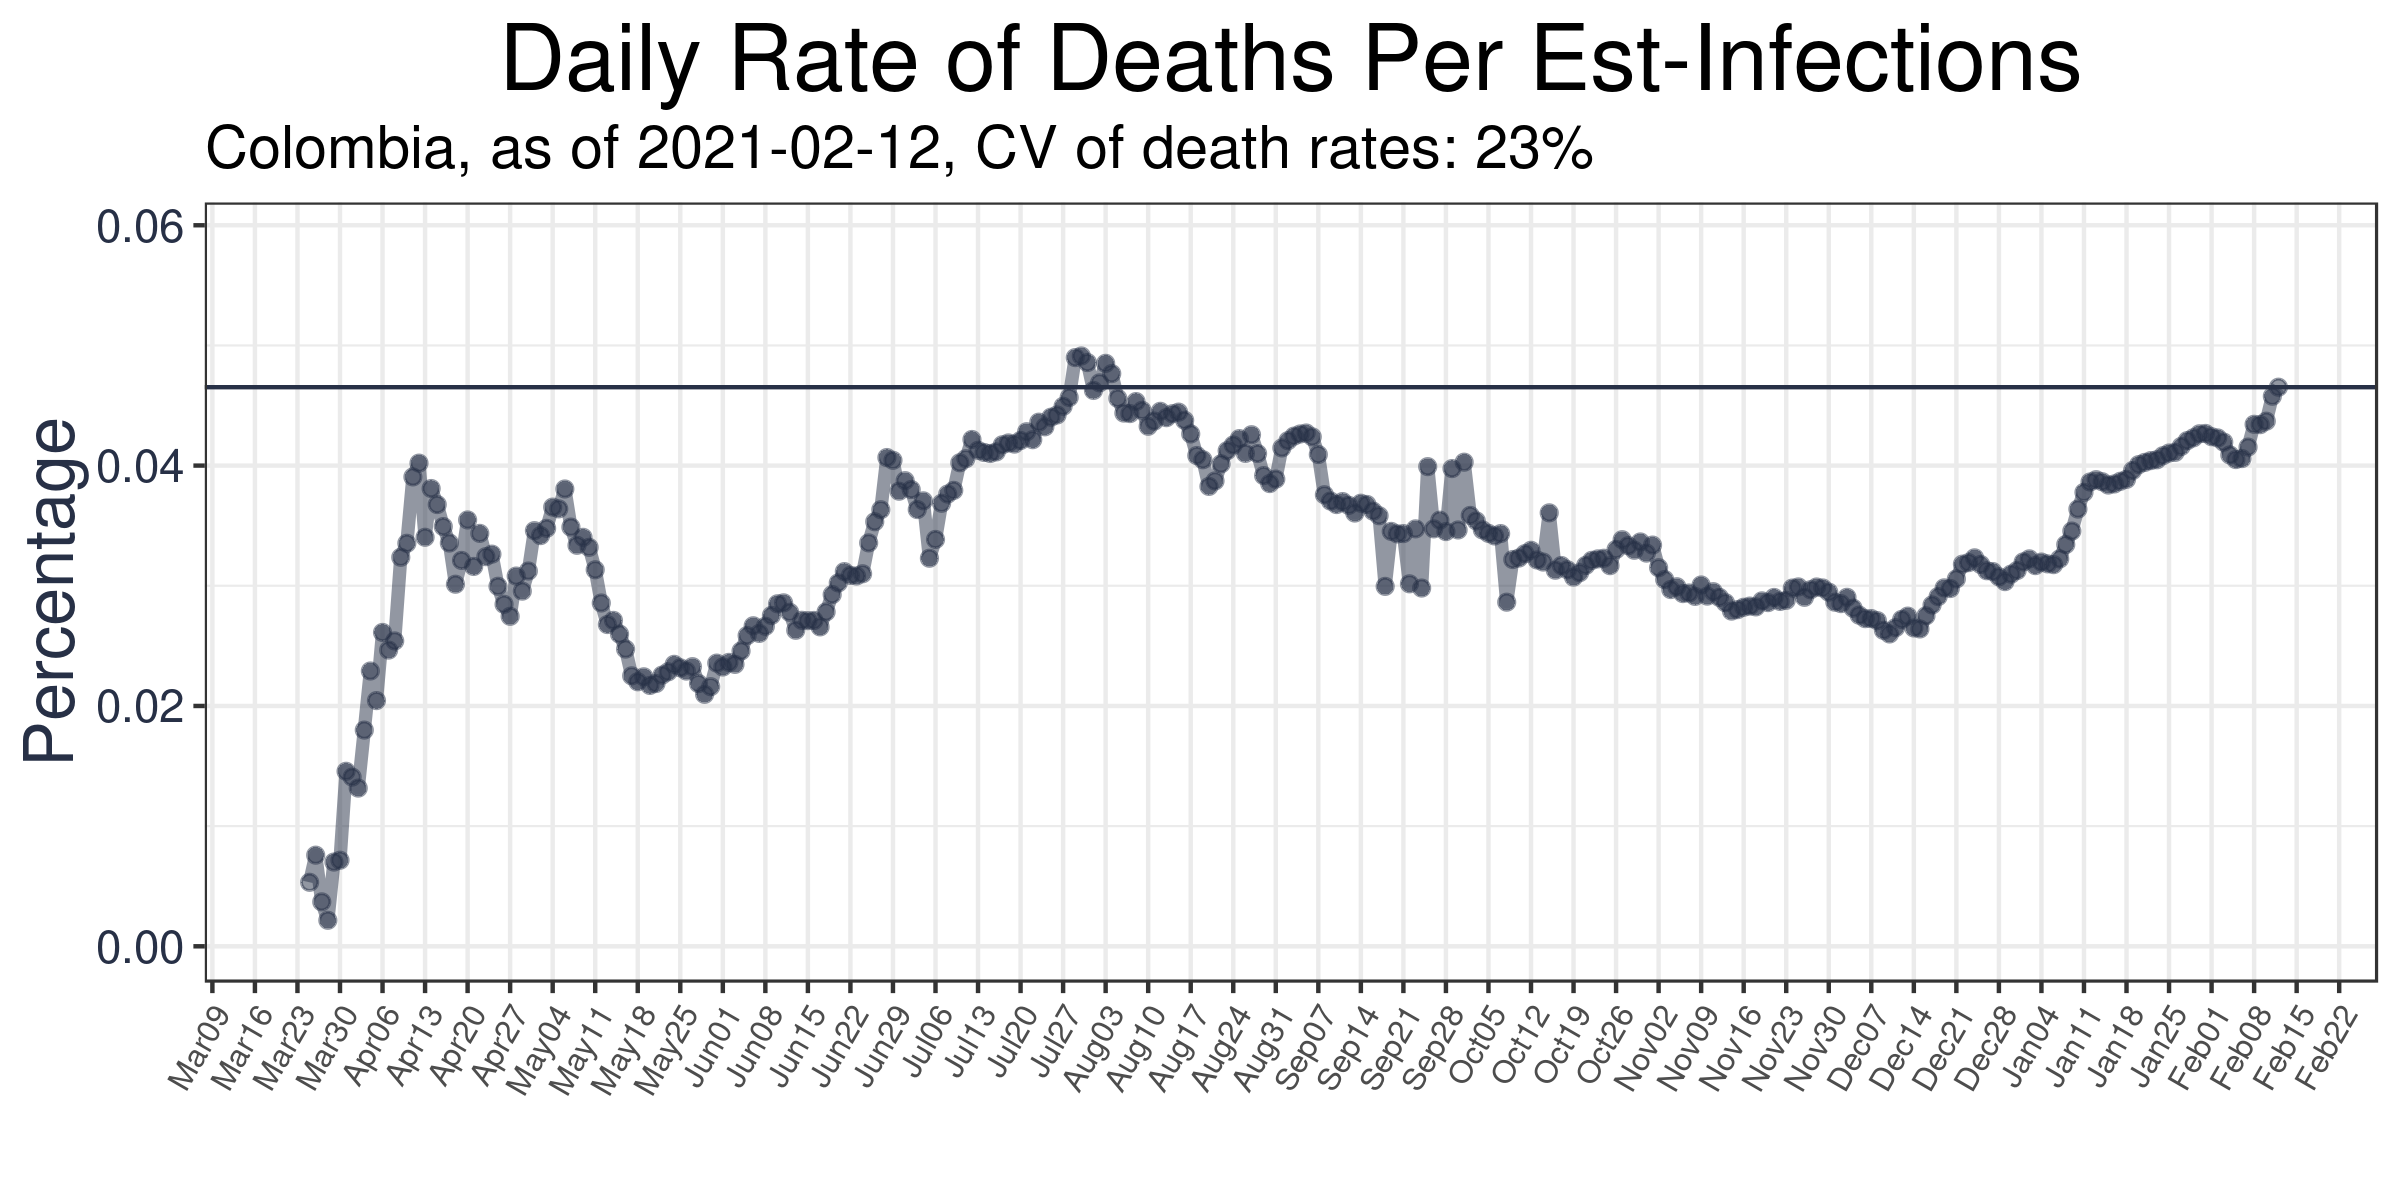 Daily Rate of Deaths Per Est-Infections
Colombia, as of 2021-02-12, CV of death rates: 23%
Percentage
0.06
0.04
0.02
0.00
Mar09
Mar16
Mar23
Mar30
Apr06
Apr13
Apr20
Apr27
May04
May11
May18
May25
Jun01
Jun08
Jun15
Jun22
Jun29
Jul06
Jul13
Jul20
Jul27
Aug03
Aug10
Aug17
Aug24
Aug31
Sep07
Sep14
Sep21
Sep28
Oct05
Oct12
Oct19
Oct26
Nov02
Nov09
Nov16
Nov23
Nov30
Dec07
Dec14
Dec21
Dec28
Jan04
Jan11
Jan18
Jan25
Feb01
Feb08
Feb15
Feb22